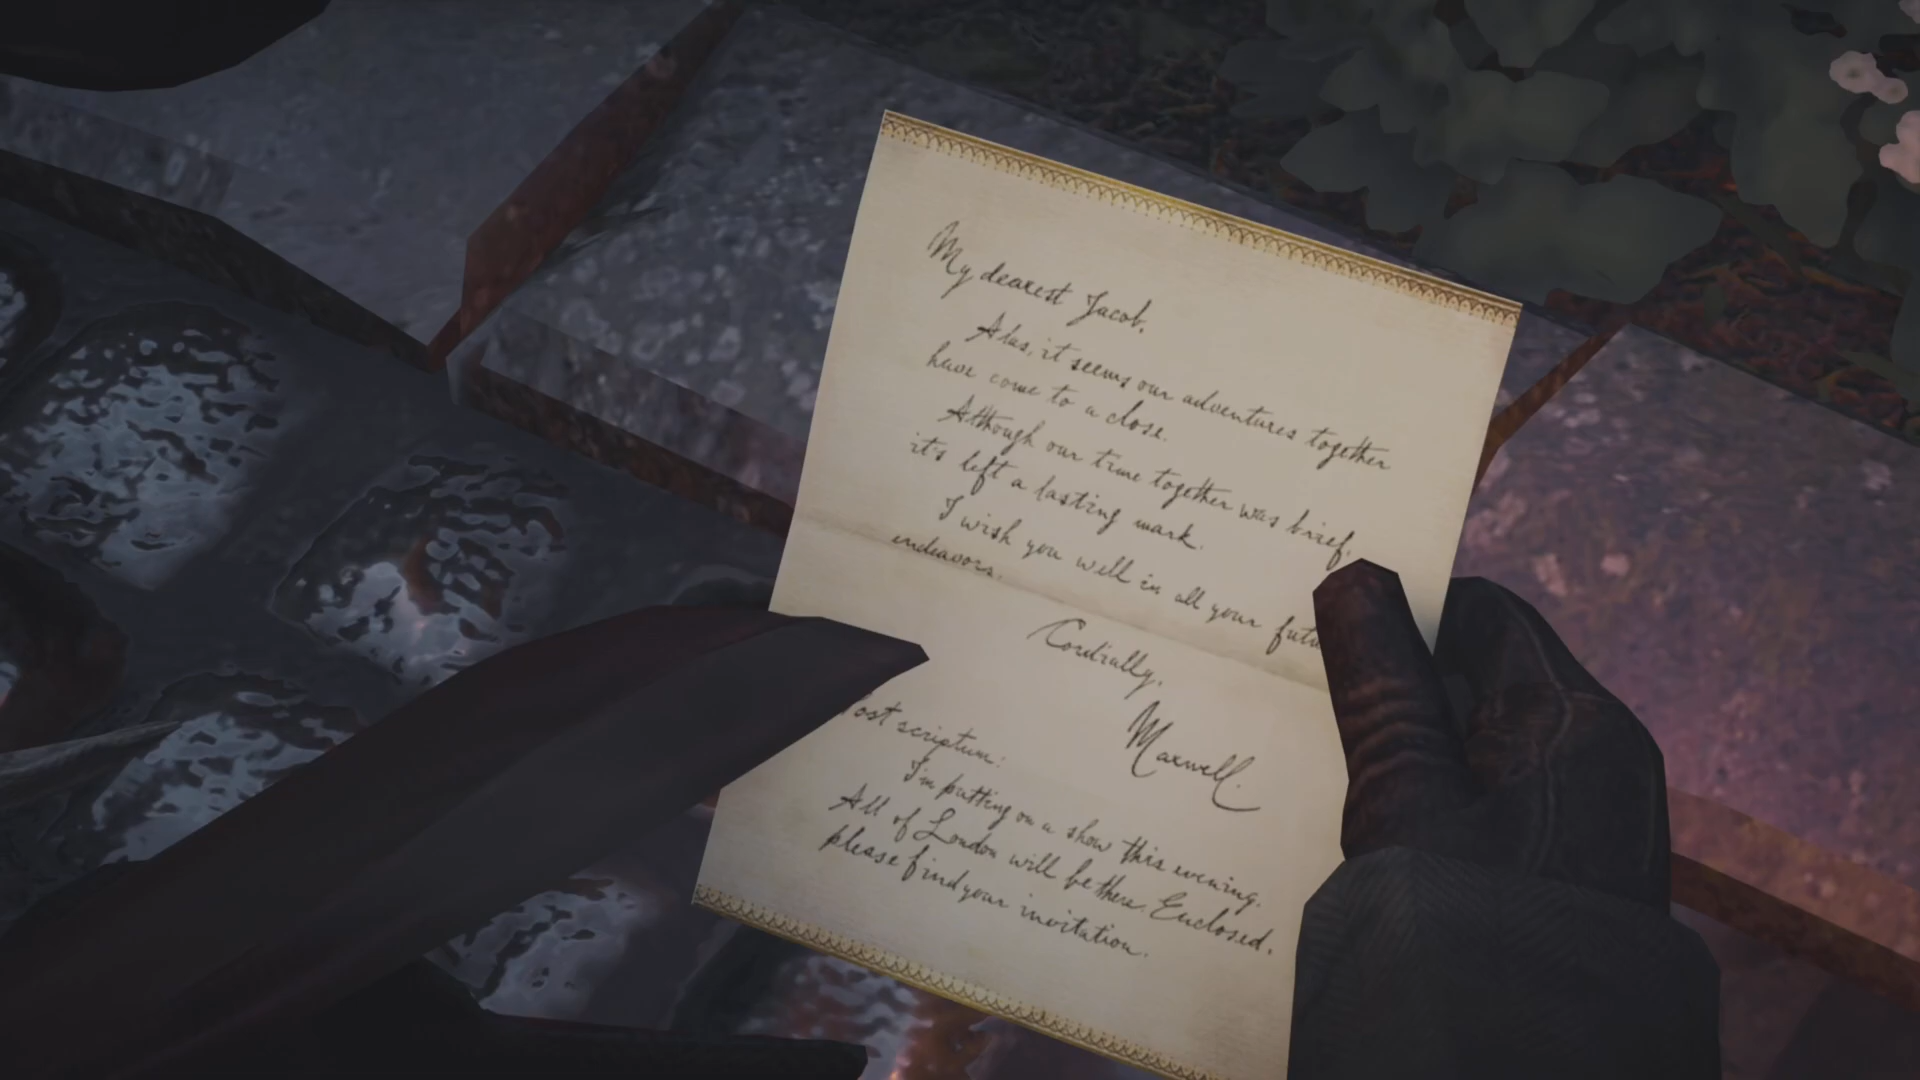 My dearest Jacob,
Alas, it seems our adventures together
have come to a close.
Although our time together was brief,
it's left a lasting mark.
I wish you well in all your futu
endeavors.
Cordially,
Maxwell.
ost scriptum:
I'm putting on a show this evening.
All of London will be there. Enclosed,
please find your invitation.